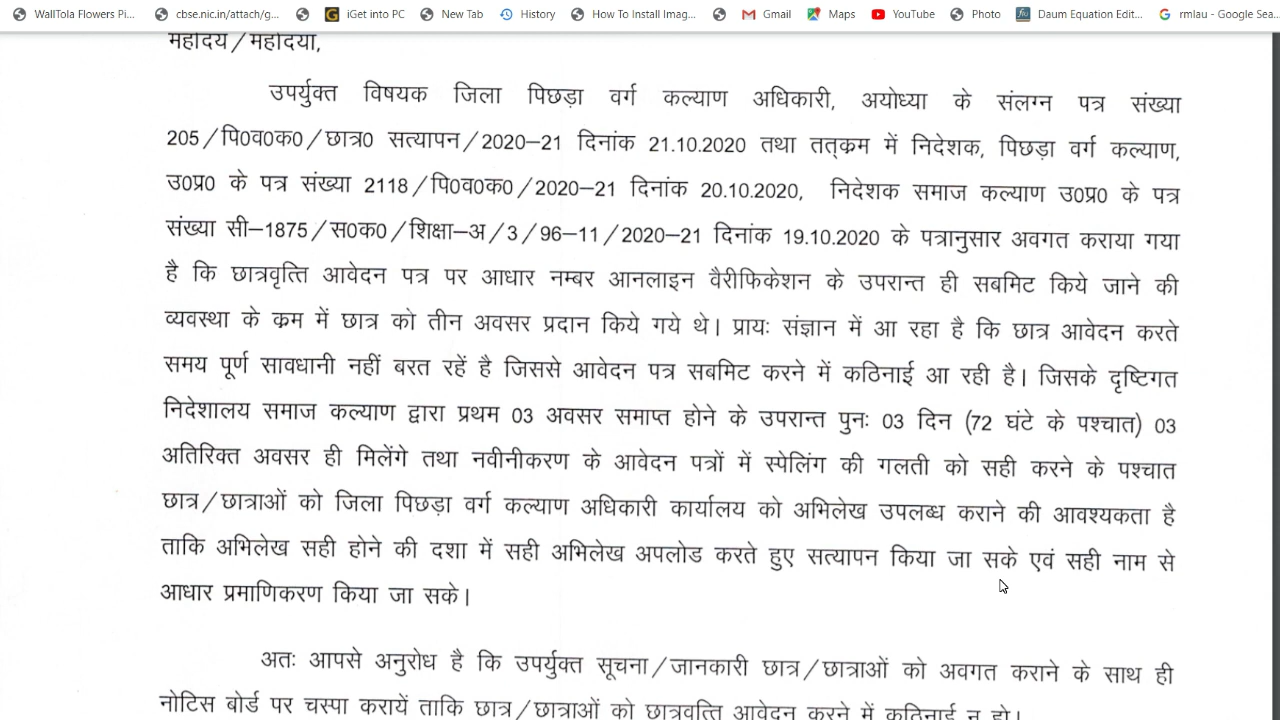 WallTola Flowers Pi... cbse.nic.in/attach/g... iGet into PC New Tab History How To Install Imag... Gmail Maps YouTube Photo Daum Equation Edit... rmlau - Google Sea...
महोदय/महोदया,
उपर्युक्त विषयक जिला पिछड़ा वर्ग कल्याण अधिकारी, अयोध्या के संलग्न पत्र संख्या
205/पि0व0क0/छात्र0 सत्यापन/2020–21 दिनांक 21.10.2020 तथा तत्क्रम में निदेशक, पिछड़ा वर्ग कल्याण,
उ0प्र0 के पत्र संख्या 2118/पि0व0क0/2020–21 दिनांक 20.10.2020, निदेशक समाज कल्याण उ0प्र0 के पत्र
संख्या सी–1875/स0क0/शिक्षा–अ/3/96–11/2020–21 दिनांक 19.10.2020 के पत्रानुसार अवगत कराया गया
है कि छात्रवृत्ति आवेदन पत्र पर आधार नम्बर आनलाइन वैरीफिकेशन के उपरान्त ही सबमिट किये जाने की
व्यवस्था के क्रम में छात्र को तीन अवसर प्रदान किये गये थे। प्रायः संज्ञान में आ रहा है कि छात्र आवेदन करते
समय पूर्ण सावधानी नहीं बरत रहें है जिससे आवेदन पत्र सबमिट करने में कठिनाई आ रही है। जिसके दृष्टिगत
निदेशालय समाज कल्याण द्वारा प्रथम 03 अवसर समाप्त होने के उपरान्त पुनः 03 दिन (72 घंटे के पश्चात) 03
अतिरिक्त अवसर ही मिलेंगे तथा नवीनीकरण के आवेदन पत्रों में स्पेलिंग की गलती को सही करने के पश्चात
छात्र/छात्राओं को जिला पिछड़ा वर्ग कल्याण अधिकारी कार्यालय को अभिलेख उपलब्ध कराने की आवश्यकता है
ताकि अभिलेख सही होने की दशा में सही अभिलेख अपलोड करते हुए सत्यापन किया जा सके एवं सही नाम से
आधार प्रमाणिकरण किया जा सके।
अतः आपसे अनुरोध है कि उपर्युक्त सूचना/जानकारी छात्र/छात्राओं को अवगत कराने के साथ ही
नोटिस बोर्ड पर चस्पा करायें ताकि छात्र/छात्राओं को छात्रवृत्ति आवेदन करने में कठिनाई न हो।